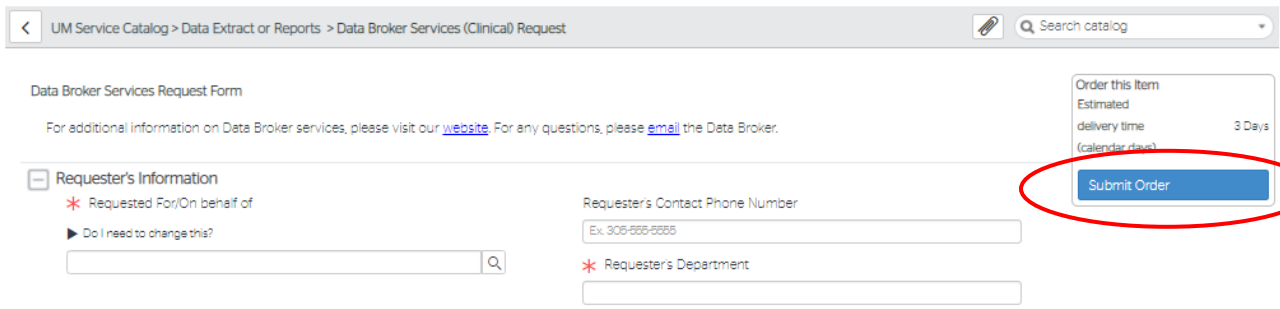 UM Service Catalog > Data Extract or Reports > Data Broker Services (Clinical) Request
Search catalog
Data Broker Services Request Form
For additional information on Data Broker services, please visit our website. For any questions, please email the Data Broker.
Order this Item
Estimated
delivery time 3 Days
(calendar days)
Submit Order
Requester's Information
Requested For/On behalf of
Do I need to change this?
Requester's Contact Phone Number
Ex. 305-555-5555
Requester's Department